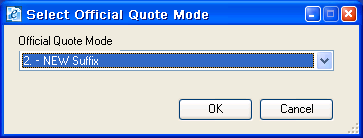 Select Official Quote Mode
Official Quote Mode
2. - NEW Suffix
OK
Cancel